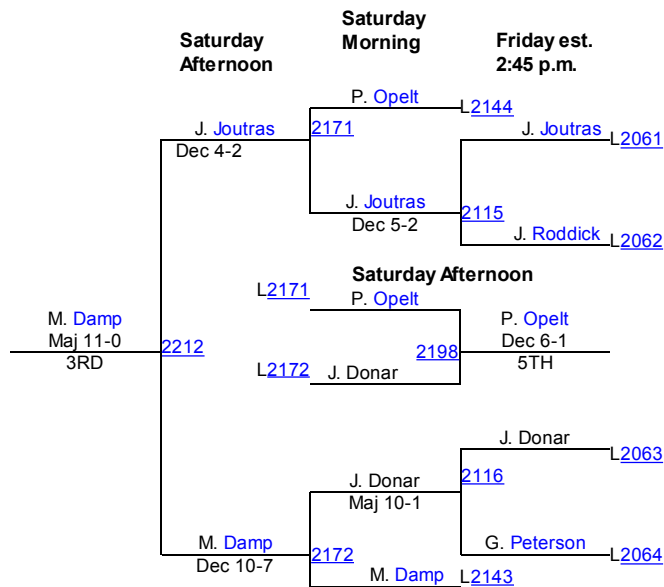 Saturday
Afternoon
Saturday
Morning
Friday est.
2:45 p.m.
P. Opelt
L2144
J. Joutras
2171
J. Joutras
L2061
Dec 4-2
J. Joutras
2115
Dec 5-2
J. Roddick
L2062
Saturday Afternoon
L2171
P. Opelt
M. Damp
P. Opelt
Maj 11-0
2212
2198
Dec 6-1
3RD
5TH
L2172
J. Donar
J. Donar
L2063
J. Donar
2116
Maj 10-1
M. Damp
2172
G. Peterson
L2064
Dec 10-7
M. Damp
L2143